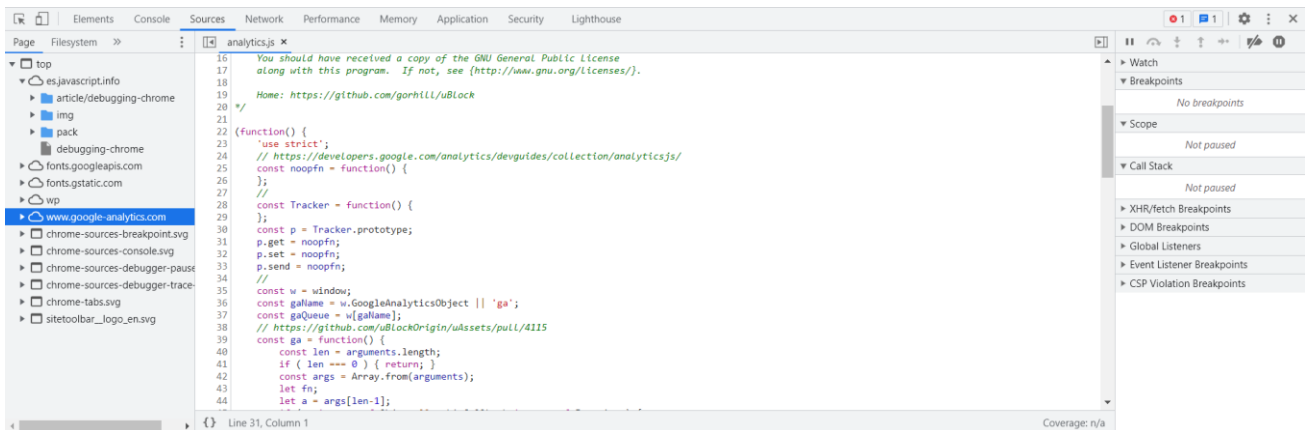 Elements Console Sources Network Performance Memory Application Security Lighthouse 1 1
Page Filesystem » analytics.js ×
top
es.javascript.info
article/debugging-chrome
img
pack
debugging-chrome
fonts.googleapis.com
fonts.gstatic.com
wp
www.google-analytics.com
chrome-sources-breakpoint.svg
chrome-sources-console.svg
chrome-sources-debugger-pause
chrome-sources-debugger-trace-
chrome-tabs.svg
sitetoolbar__logo_en.svg
16 You should have received a copy of the GNU General Public License
17 along with this program. If not, see {http://www.gnu.org/licenses/}.
18
19 Home: https://github.com/gorhill/uBlock
20 */
21
22 (function() {
23 'use strict';
24 // https://developers.google.com/analytics/devguides/collection/analyticsjs/
25 const noopfn = function() {
26 };
27 //
28 const Tracker = function() {
29 };
30 const p = Tracker.prototype;
31 p.get = noopfn;
32 p.set = noopfn;
33 p.send = noopfn;
34 //
35 const w = window;
36 const gaName = w.GoogleAnalyticsObject || 'ga';
37 const gaQueue = w[gaName];
38 // https://github.com/uBlockOrigin/uAssets/pull/4115
39 const ga = function() {
40 const len = arguments.length;
41 if ( len === 0 ) { return; }
42 const args = Array.from(arguments);
43 let fn;
44 let a = args[len-1];
{} Line 31, Column 1 Coverage: n/a
Watch
Breakpoints
No breakpoints
Scope
Not paused
Call Stack
Not paused
XHR/fetch Breakpoints
DOM Breakpoints
Global Listeners
Event Listener Breakpoints
CSP Violation Breakpoints